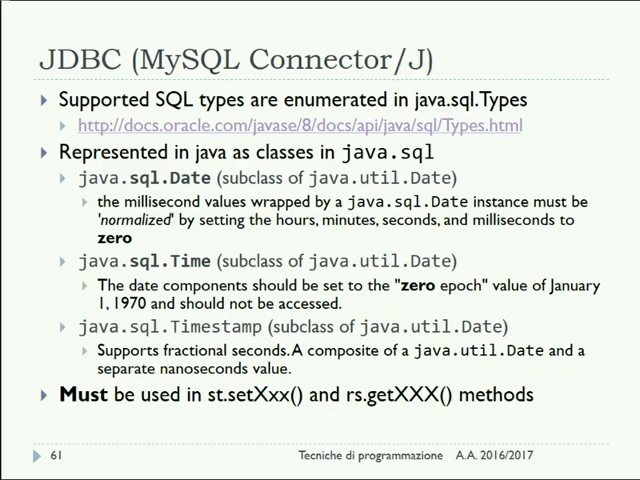 JDBC (MySQL Connector/J)
Supported SQL types are enumerated in java.sql.Types
http://docs.oracle.com/javase/8/docs/api/java/sql/Types.html
Represented in java as classes in java.sql
java.sql.Date (subclass of java.util.Date)
the millisecond values wrapped by a java.sql.Date instance must be
'normalized' by setting the hours, minutes, seconds, and milliseconds to
zero
java.sql.Time (subclass of java.util.Date)
The date components should be set to the "zero epoch" value of January
1, 1970 and should not be accessed.
java.sql.Timestamp (subclass of java.util.Date)
Supports fractional seconds. A composite of a java.util.Date and a
separate nanoseconds value.
Must be used in st.setXxx() and rs.getXXX() methods
61 Tecniche di programmazione A.A. 2016/2017